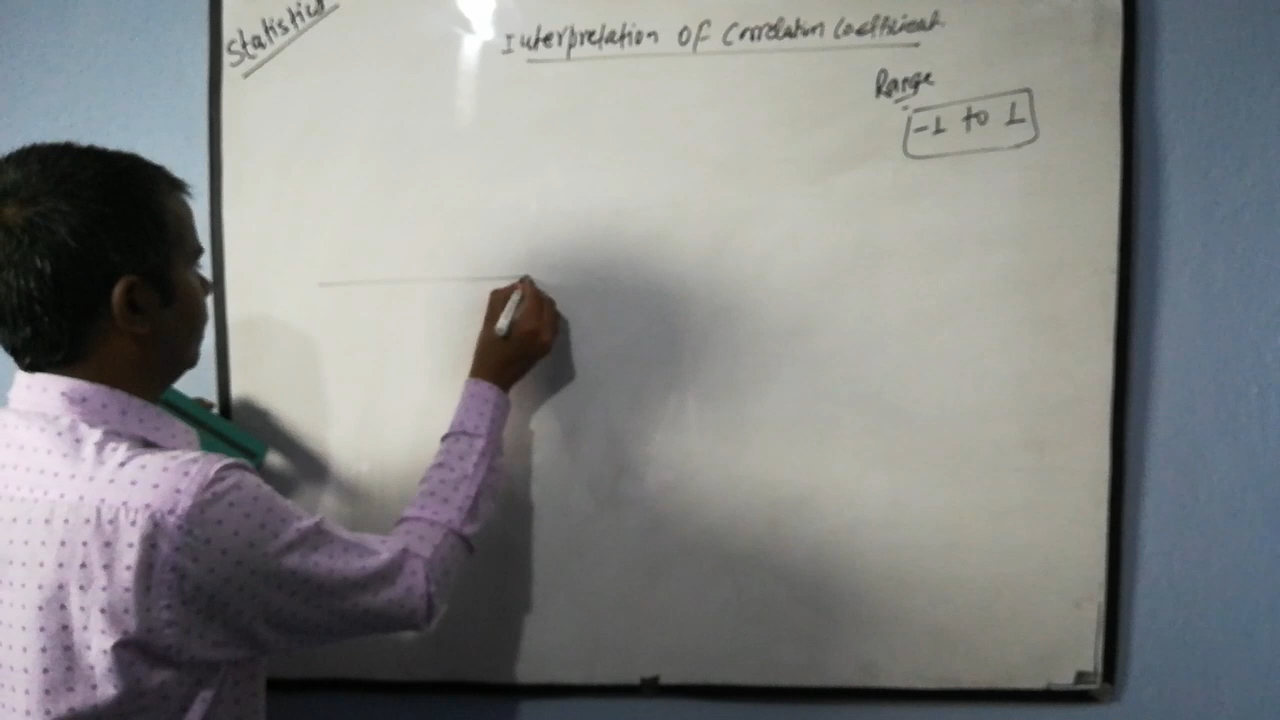 Statistics
Interpretation Of Correlation Coefficient
Range
-1 to 1